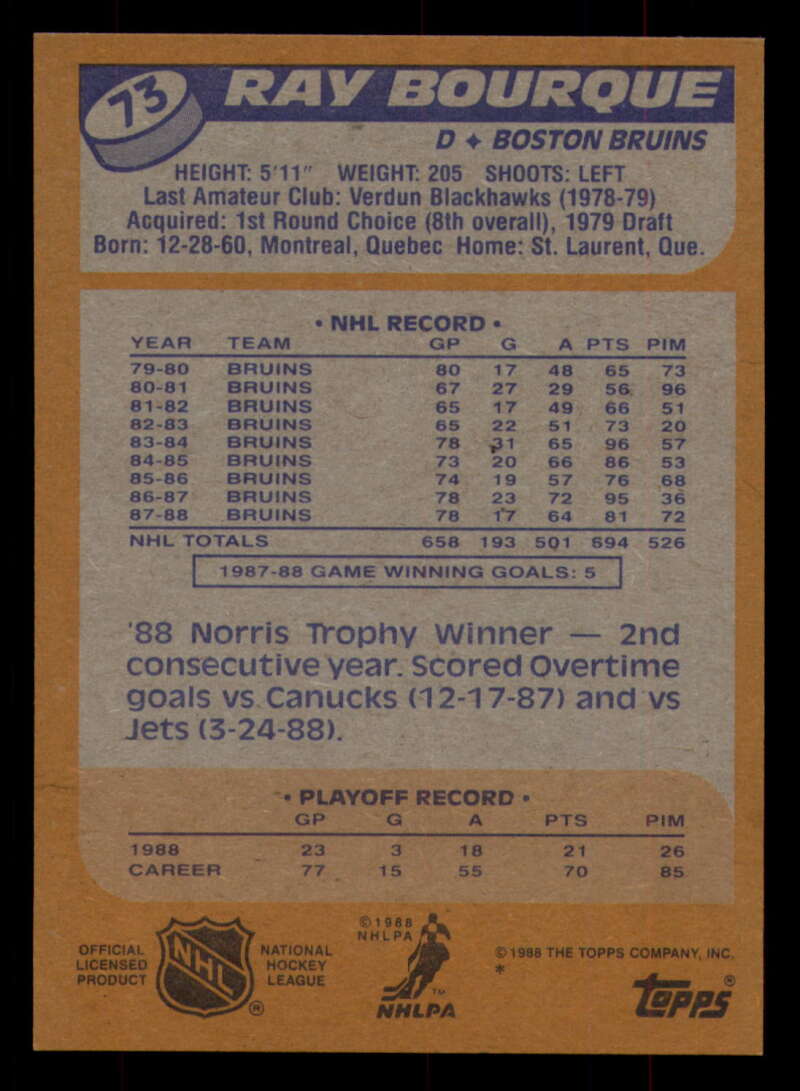 73
RAY BOURQUE
D ✦ BOSTON BRUINS
HEIGHT: 5'11" WEIGHT: 205 SHOOTS: LEFT
Last Amateur Club: Verdun Blackhawks (1978-79)
Acquired: 1st Round Choice (8th overall), 1979 Draft
Born: 12-28-60, Montreal, Quebec Home: St. Laurent, Que.
• NHL RECORD •
YEAR TEAM GP G A PTS PIM
79-80 BRUINS 80 17 48 65 73
80-81 BRUINS 67 27 29 56 96
81-82 BRUINS 65 17 49 66 51
82-83 BRUINS 65 22 51 73 20
83-84 BRUINS 78 31 65 96 57
84-85 BRUINS 73 20 66 86 53
85-86 BRUINS 74 19 57 76 68
86-87 BRUINS 78 23 72 95 36
87-88 BRUINS 78 17 64 81 72
NHL TOTALS 658 193 501 694 526
1987-88 GAME WINNING GOALS: 5
'88 Norris Trophy Winner — 2nd
consecutive year. Scored Overtime
goals vs Canucks (12-17-87) and vs
Jets (3-24-88).
• PLAYOFF RECORD •
GP G A PTS PIM
1988 23 3 18 21 26
CAREER 77 15 55 70 85
OFFICIAL
LICENSED
PRODUCT
NHL
®
NATIONAL
HOCKEY
LEAGUE
©1988
NHLPA
TM
NHLPA
©1988 THE TOPPS COMPANY, INC.
*
topps®